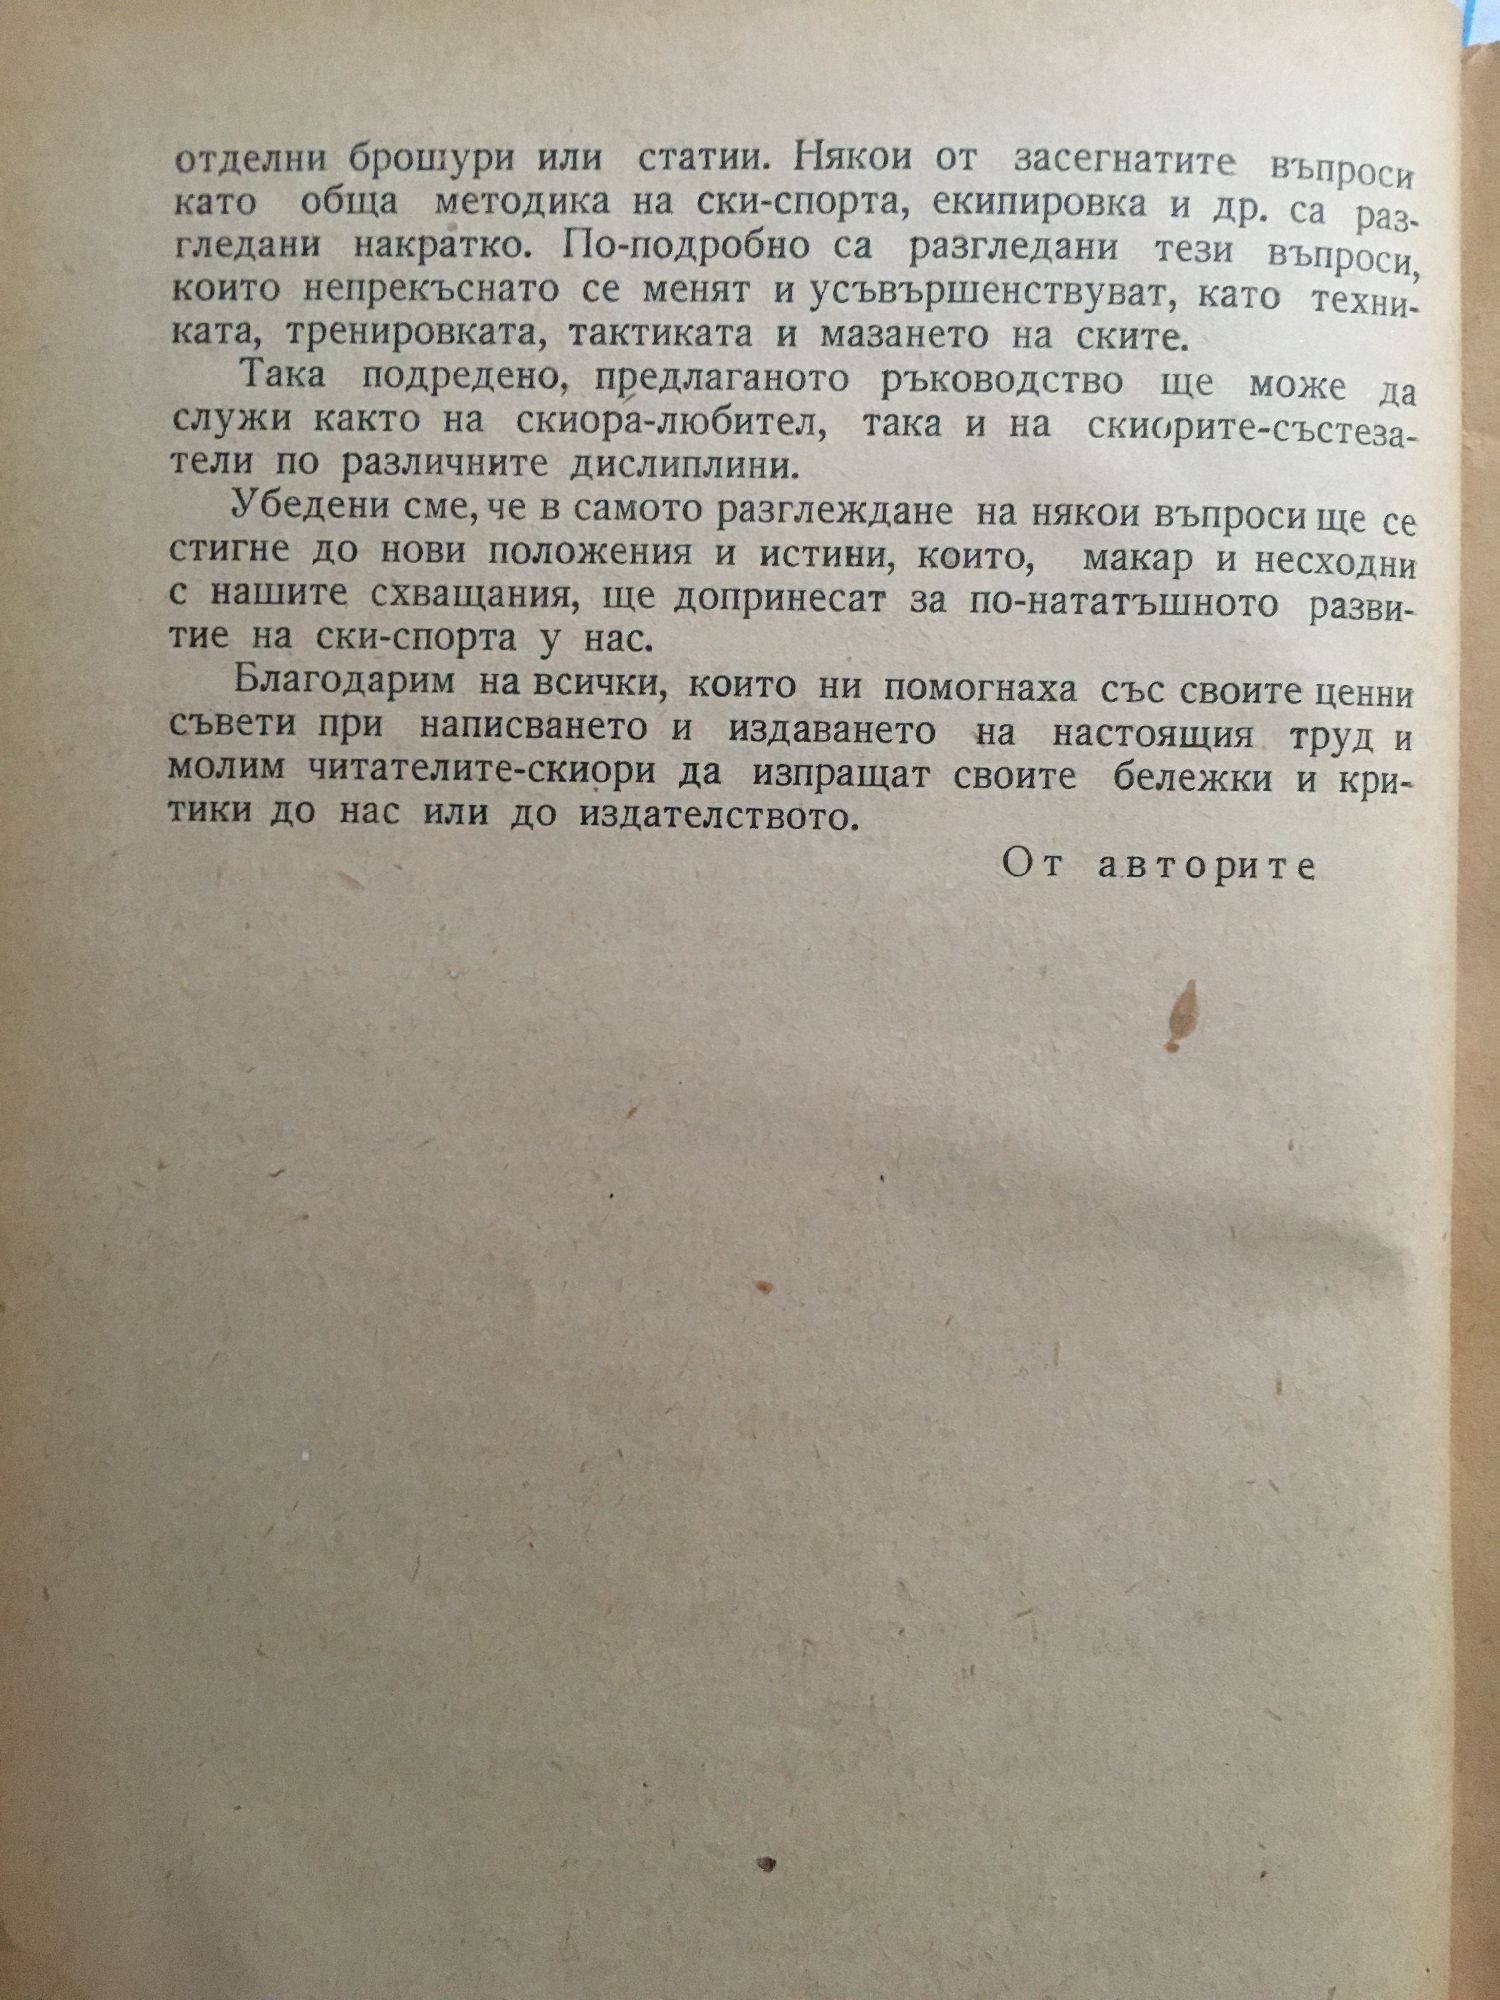 отделни брошури или статии. Някои от засегнатите въпроси
като обща методика на ски-спорта, екипировка и др. са раз-
гледани накратко. По-подробно са разгледани тези въпроси,
които непрекъснато се менят и усъвършенствуват, като техни-
ката, тренировката, тактиката и мазането на ските.
Така подредено, предлаганото ръководство ще може да
служи както на скиора-любител, така и на скиорите-състеза-
тели по различните дислиплини.
Убедени сме, че в самото разглеждане на някои въпроси ще се
стигне до нови положения и истини, които, макар и несходни
с нашите схващания, ще допринесат за по-нататъшното разви-
тие на ски-спорта у нас.
Благодарим на всички, които ни помогнаха със своите ценни
съвети при написването и издаването на настоящия труд и
молим читателите-скиори да изпращат своите бележки и кри-
тики до нас или до издателството.
От авторите